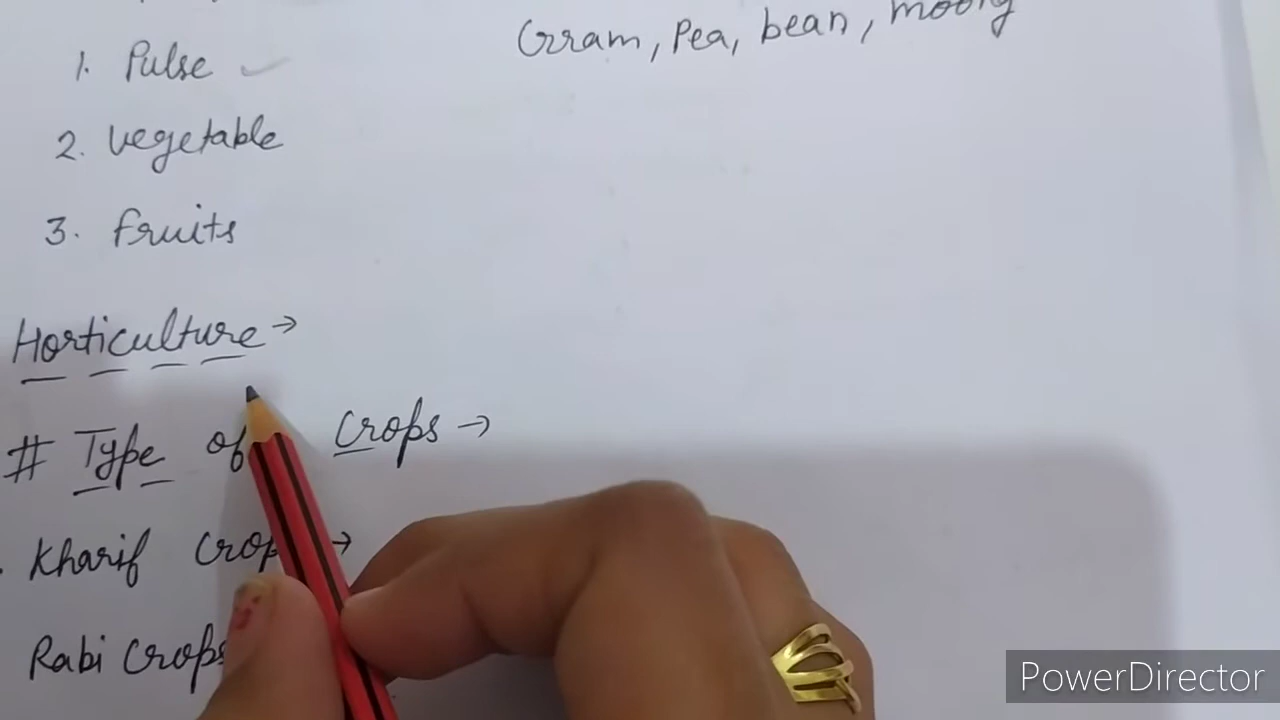 Gram, Pea, bean, moong
1. Pulse
2. Vegetable
3. fruits
Horticulture →
# Type of Crops →
Kharif Crop →
Rabi Crops
PowerDirector